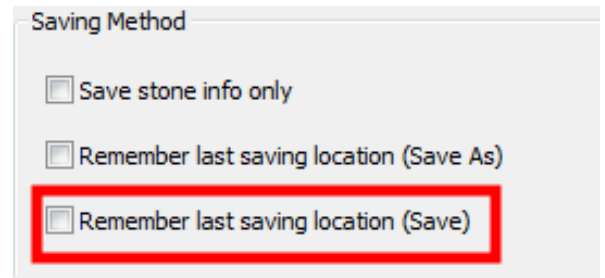 Saving Method
Save stone info only
Remember last saving location (Save As)
Remember last saving location (Save)